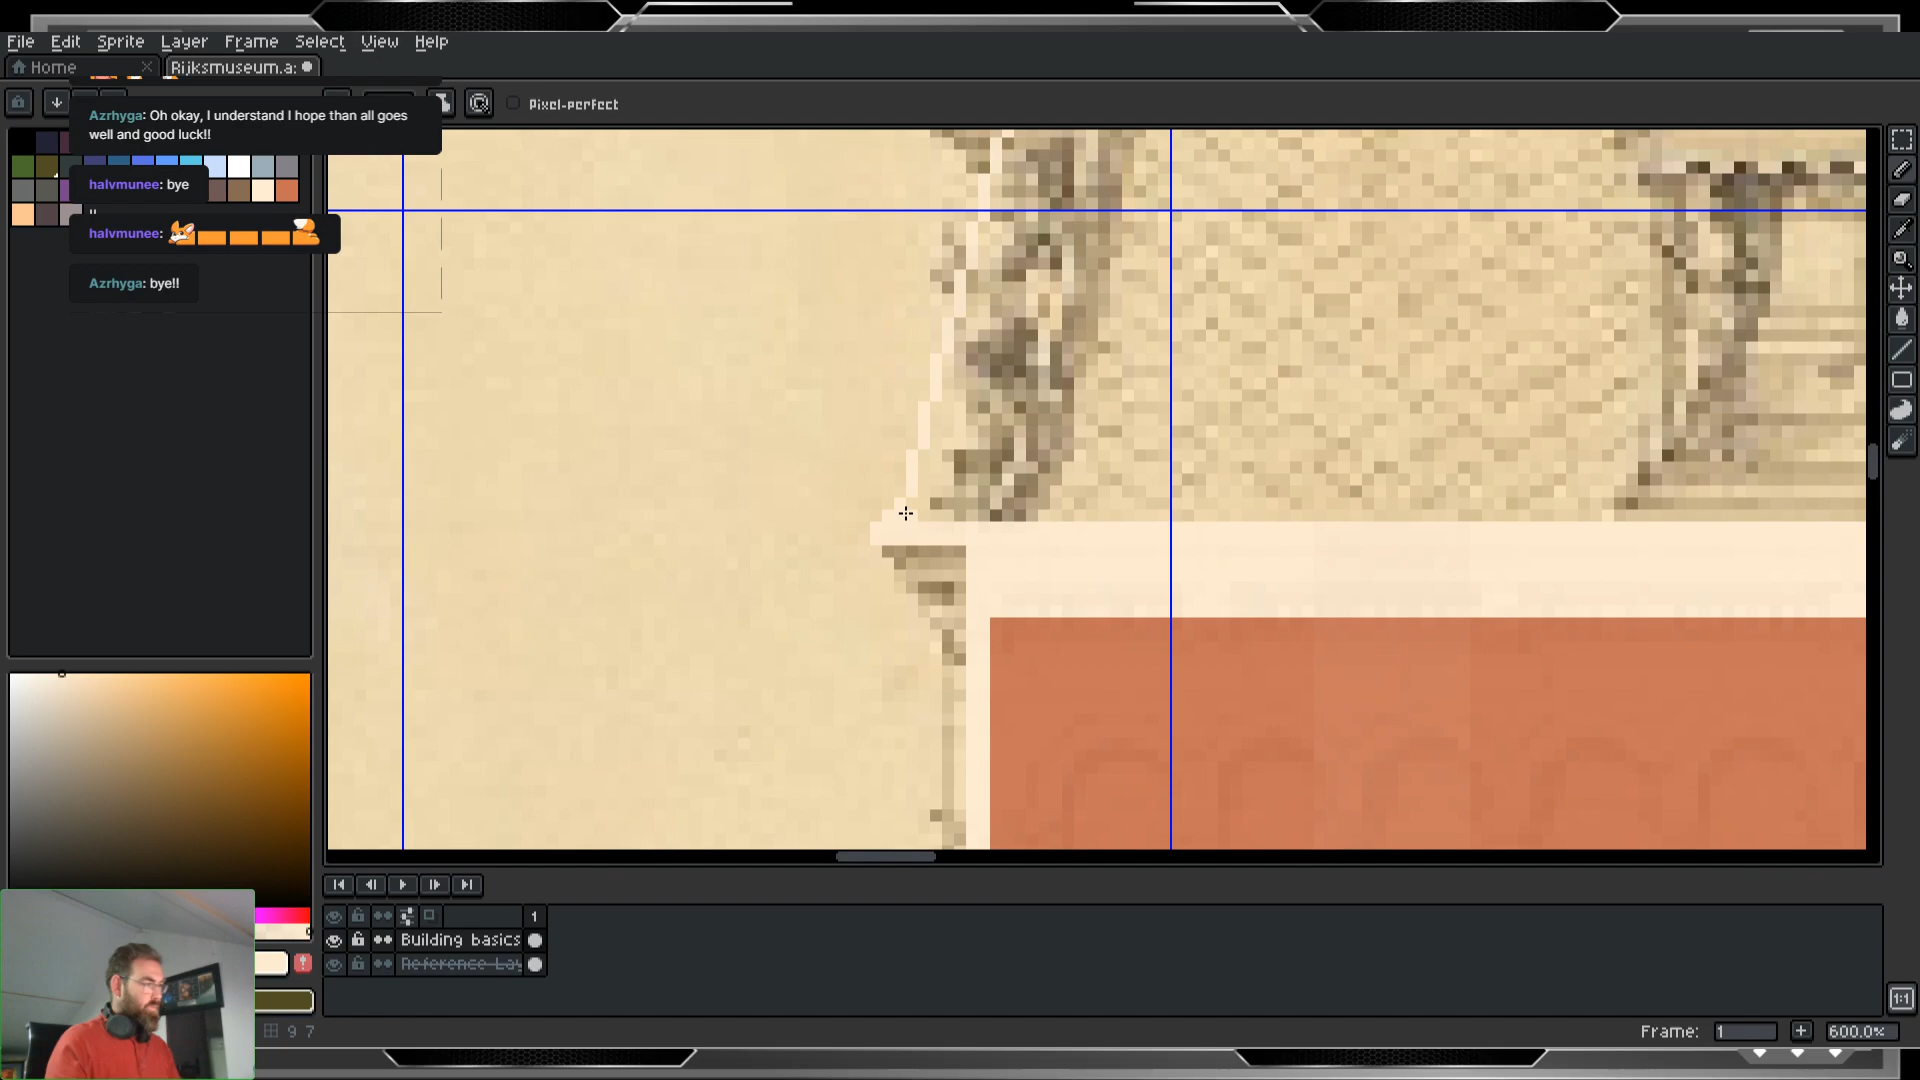 File Edit Sprite Layer Frame Select View Help
Home
Rijksmuseum.a:
Pixel-perfect
Azrhyga: Oh okay, I understand I hope than all goes
well and good luck!!
halvmunee: bye
halvmunee:
Azrhyga: bye!!
1
Building basics
Reference Lay
9 7
Frame: 1
600.0%
1:1